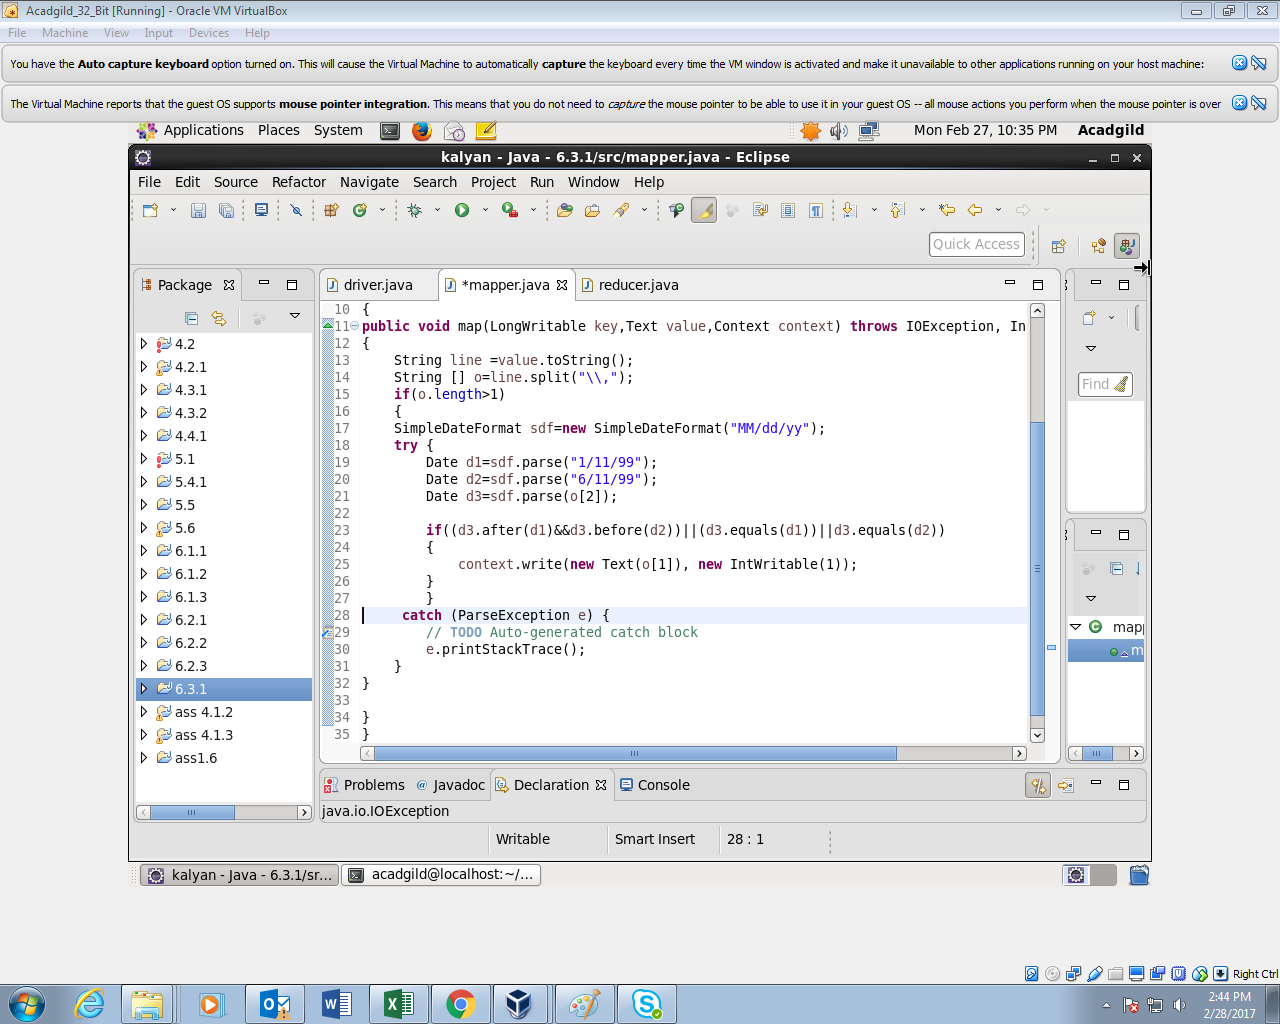 Acadgild_32_Bit [Running] - Oracle VM VirtualBox
File Machine View Input Devices Help
You have the Auto capture keyboard option turned on. This will cause the Virtual Machine to automatically capture the keyboard every time the VM window is activated and make it unavailable to other applications running on your host machine:
The Virtual Machine reports that the guest OS supports mouse pointer integration. This means that you do not need to capture the mouse pointer to be able to use it in your guest OS -- all mouse actions you perform when the mouse pointer is over
Applications Places System Mon Feb 27, 10:35 PM Acadgild
kalyan - Java - 6.3.1/src/mapper.java - Eclipse
File Edit Source Refactor Navigate Search Project Run Window Help
Quick Access
Package
4.2
4.2.1
4.3.1
4.3.2
4.4.1
5.1
5.4.1
5.5
5.6
6.1.1
6.1.2
6.1.3
6.2.1
6.2.2
6.2.3
6.3.1
ass 4.1.2
ass 4.1.3
ass1.6
driver.java *mapper.java reducer.java
10 {
11 public void map(LongWritable key,Text value,Context context) throws IOException, In
12 {
13 String line =value.toString();
14 String [] o=line.split("\\,");
15 if(o.length>1)
16 {
17 SimpleDateFormat sdf=new SimpleDateFormat("MM/dd/yy");
18 try {
19 Date d1=sdf.parse("1/11/99");
20 Date d2=sdf.parse("6/11/99");
21 Date d3=sdf.parse(o[2]);
22
23 if((d3.after(d1)&&d3.before(d2))||(d3.equals(d1))||d3.equals(d2))
24 {
25 context.write(new Text(o[1]), new IntWritable(1));
26 }
27 }
28 catch (ParseException e) {
29 // TODO Auto-generated catch block
30 e.printStackTrace();
31 }
32 }
33
34 }
35 }
Find
mapp
m
Problems @ Javadoc Declaration Console
java.io.IOException
Writable Smart Insert 28 : 1
kalyan - Java - 6.3.1/sr... acadgild@localhost:~/...
Right Ctrl
2:44 PM
2/28/2017